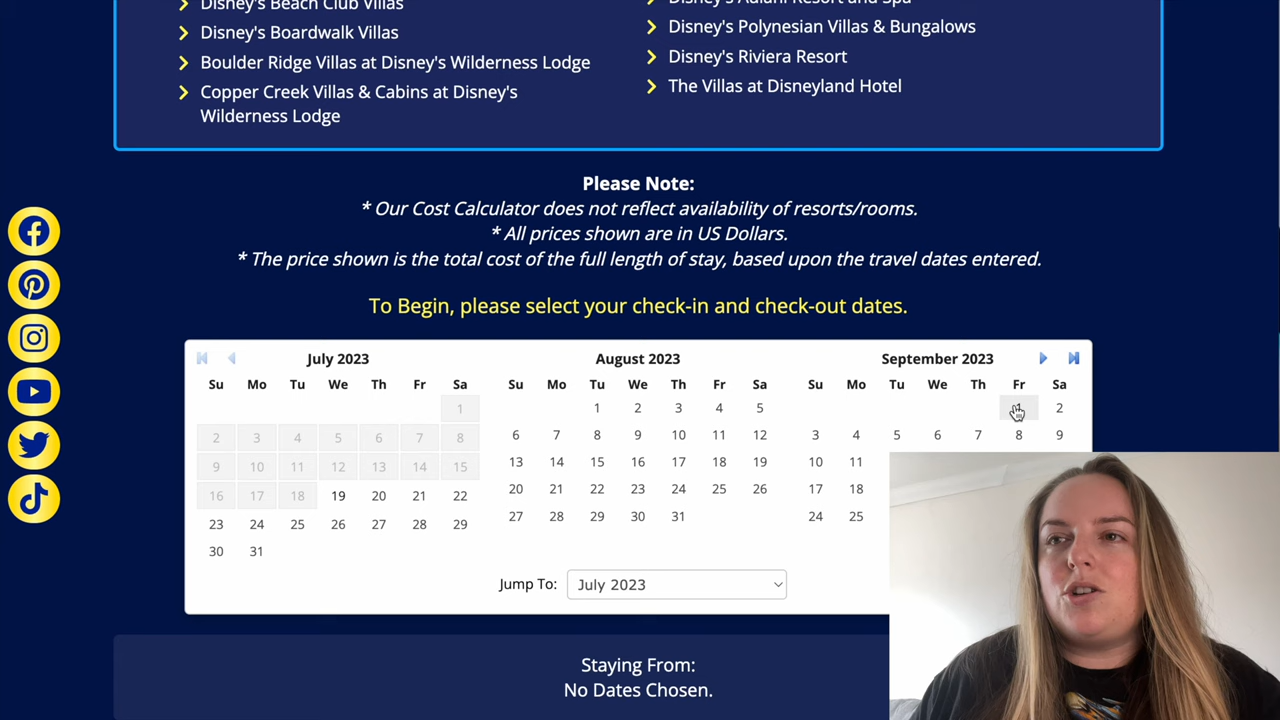 Disney's Beach Club Villas
Disney's Boardwalk Villas
Boulder Ridge Villas at Disney's Wilderness Lodge
Copper Creek Villas & Cabins at Disney's
Wilderness Lodge
Disney's Aulani Resort and Spa
Disney's Polynesian Villas & Bungalows
Disney's Riviera Resort
The Villas at Disneyland Hotel
Please Note:
* Our Cost Calculator does not reflect availability of resorts/rooms.
* All prices shown are in US Dollars.
* The price shown is the total cost of the full length of stay, based upon the travel dates entered.
To Begin, please select your check-in and check-out dates.
July 2023
Su Mo Tu We Th Fr Sa
1
2 3 4 5 6 7 8
9 10 11 12 13 14 15
16 17 18 19 20 21 22
23 24 25 26 27 28 29
30 31
August 2023
Su Mo Tu We Th Fr Sa
1 2 3 4 5
6 7 8 9 10 11 12
13 14 15 16 17 18 19
20 21 22 23 24 25 26
27 28 29 30 31
September 2023
Su Mo Tu We Th Fr Sa
1 2
3 4 5 6 7 8 9
10 11
17 18
24 25
Jump To: July 2023
Staying From:
No Dates Chosen.